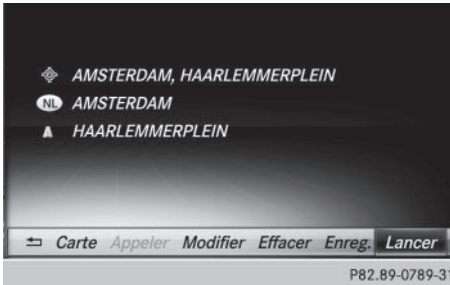 AMSTERDAM, HAARLEMMERPLEIN
NL AMSTERDAM
A HAARLEMMERPLEIN
Carte Appeler Modifier Effacer Enreg. Lancer
P82.89-0789-31